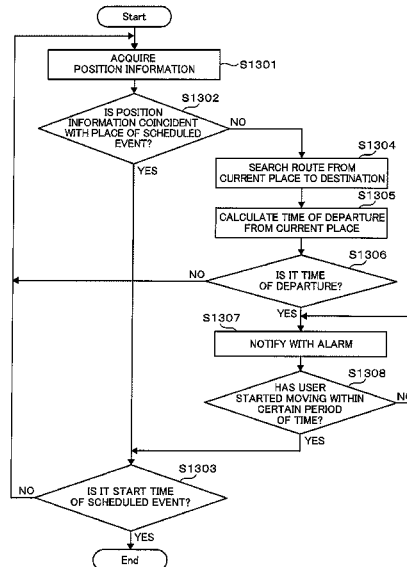 Start
ACQUIRE
POSITION INFORMATION
S1301
S1302
IS POSITION
INFORMATION COINCIDENT
WITH PLACE OF SCHEDULED
EVENT?
NO
YES
S1304
SEARCH ROUTE FROM
CURRENT PLACE TO DESTINATION
S1305
CALCULATE TIME OF DEPARTURE
FROM CURRENT PLACE
S1306
NO
IS IT TIME
OF DEPARTURE?
YES
S1307
NOTIFY WITH ALARM
S1308
HAS USER
STARTED MOVING WITHIN
CERTAIN PERIOD
OF TIME?
NO
YES
S1303
NO
IS IT START TIME
OF SCHEDULED EVENT?
YES
End